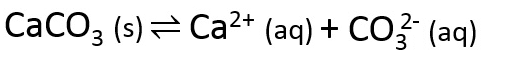 CaCO₃ (s) ⇌ Ca²⁺ (aq) + CO₃²⁻ (aq)